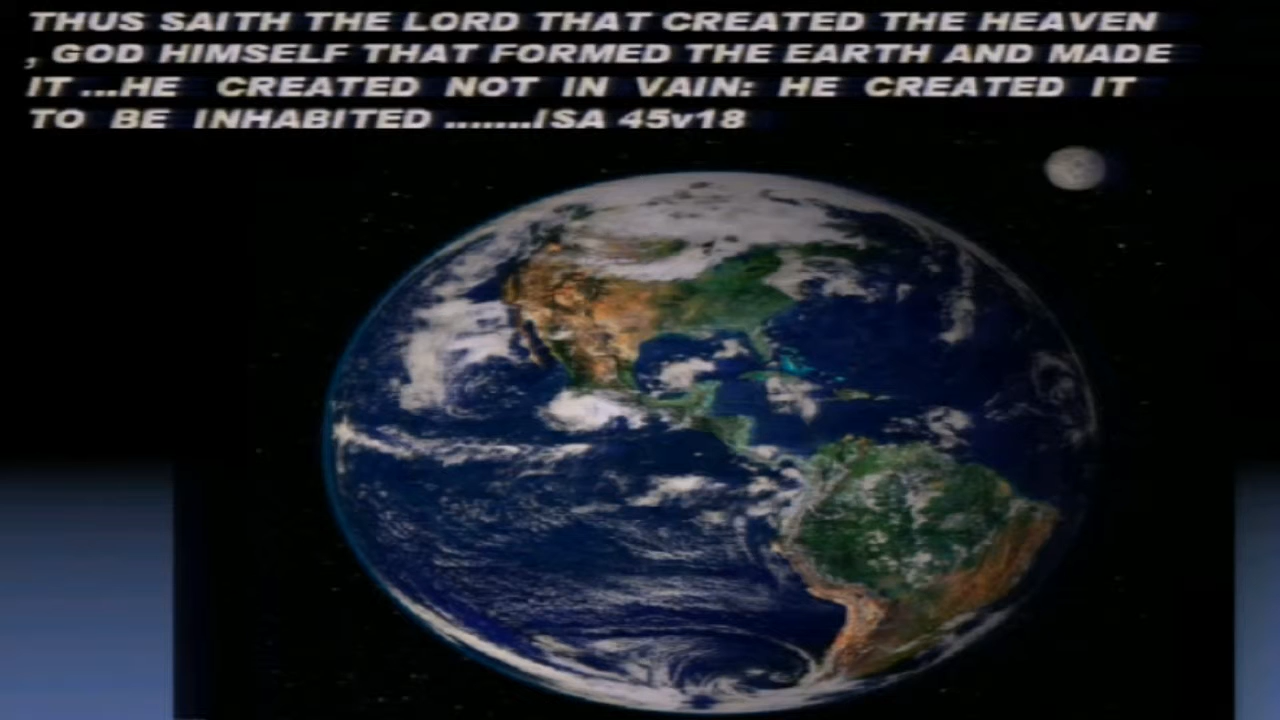 THUS SAITH THE LORD THAT CREATED THE HEAVEN
, GOD HIMSELF THAT FORMED THE EARTH AND MADE
IT ...HE CREATED NOT IN VAIN: HE CREATED IT
TO BE INHABITED .......ISA 45v18